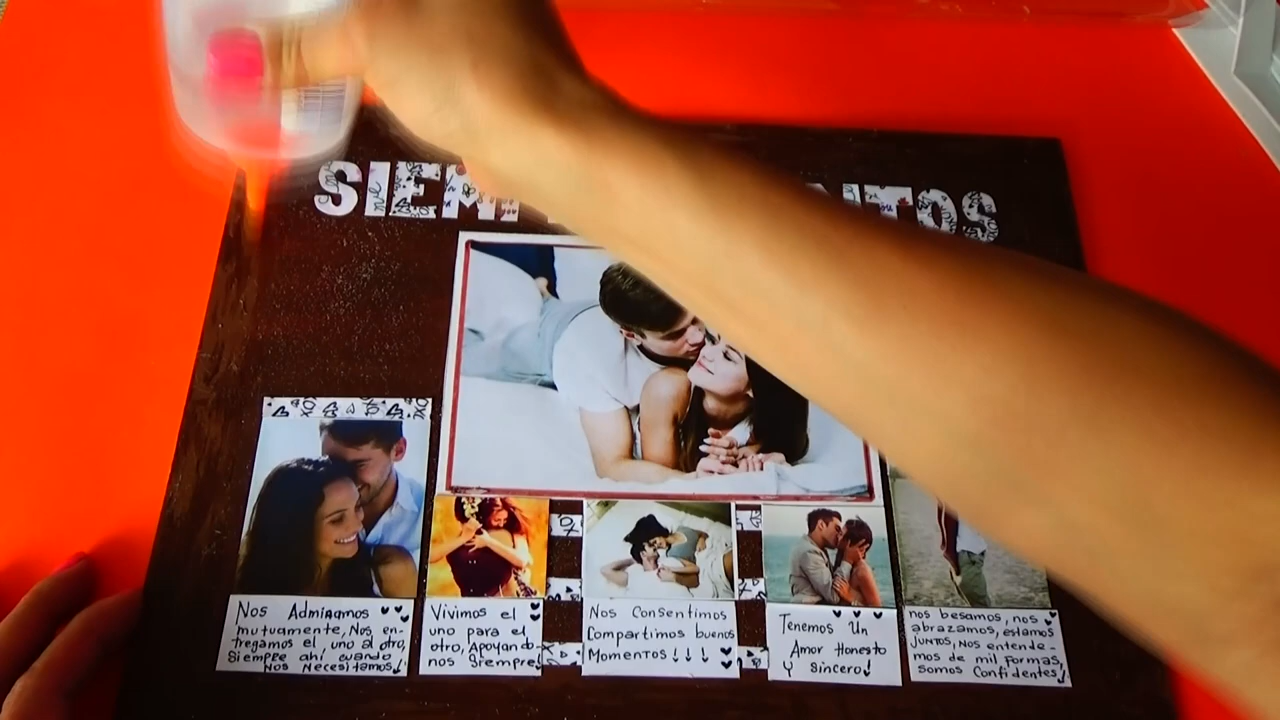 Nos Admiramos
mutuamente, Nos en-
tregamos el uno al otro,
Siempre ahí cuando
Nos Necesitamos!
Vivimos el
uno para el
otro, Apoyando-
nos Siempre!
Nos Consentimos
Compartimos buenos
Momentos!!!
Tenemos Un
Amor Honesto
Y Sincero!
nos besamos, nos
abrazamos, estamos
juntos, Nos entende-
mos de mil formas,
somos Confidentes!